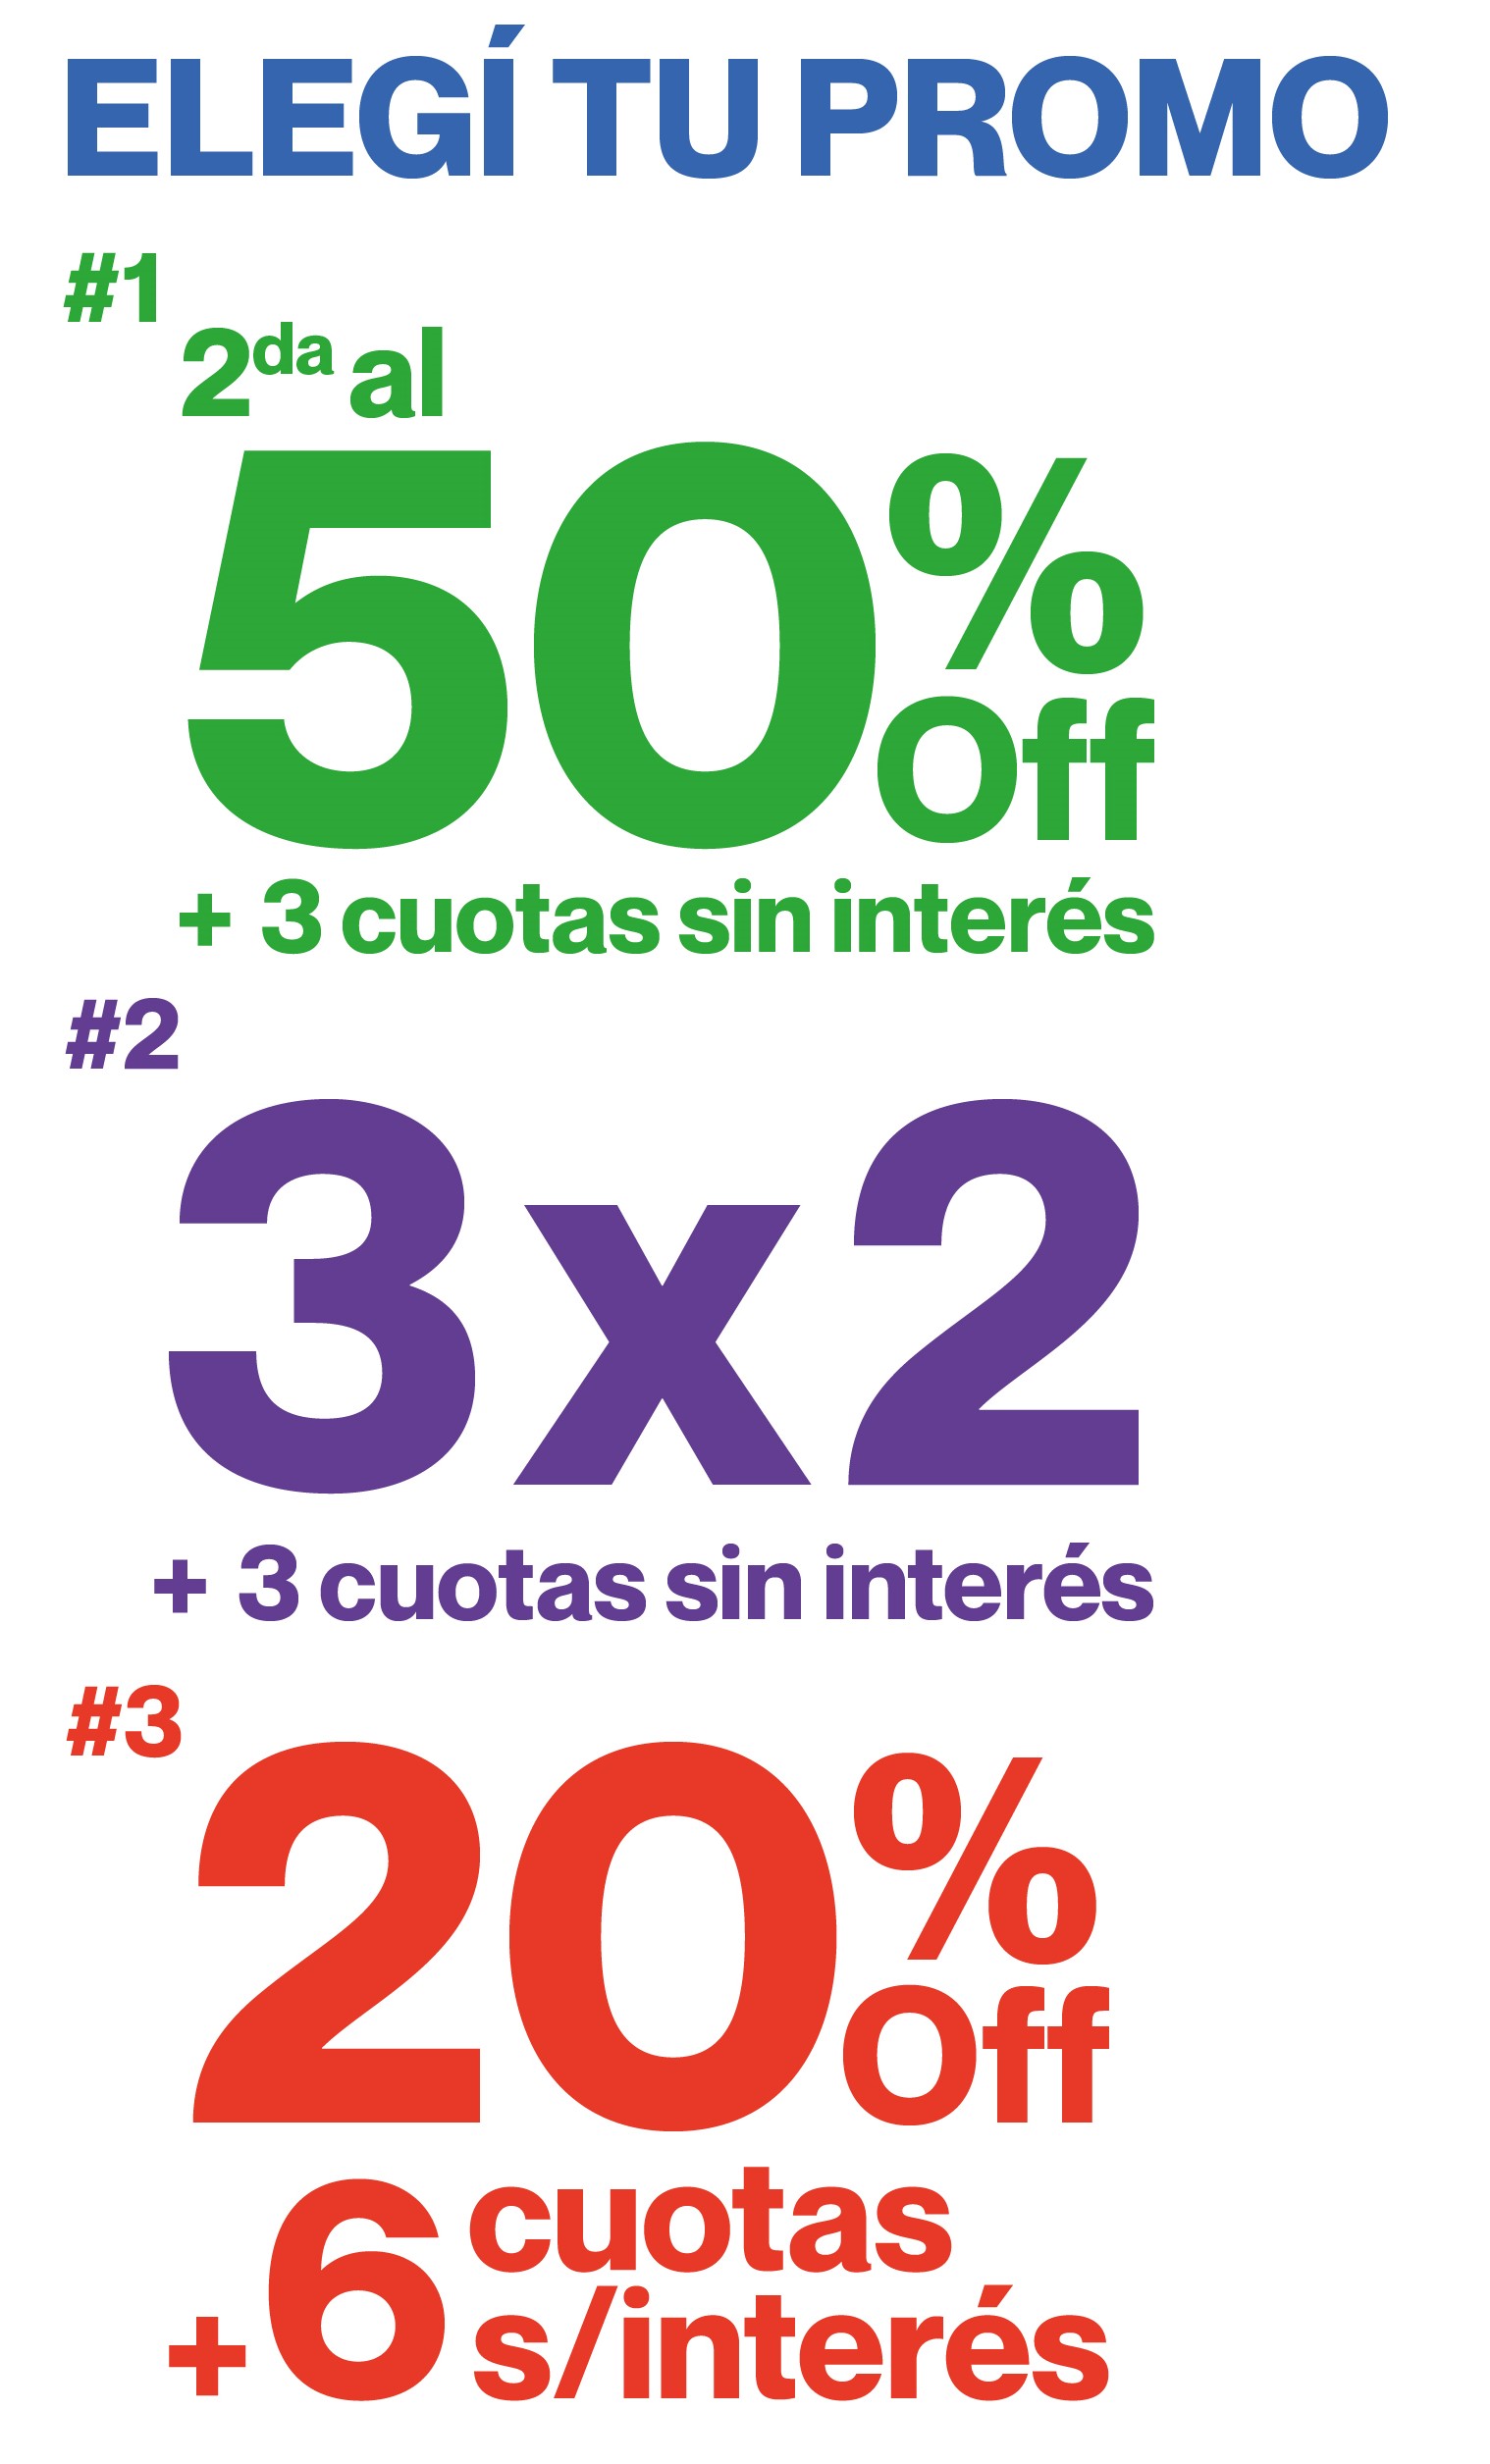 ELEGÍ TU PROMO
#1
2da al
50%
Off
+ 3 cuotas sin interés
#2
3x2
+ 3 cuotas sin interés
#3
20%
Off
+6 cuotas
s/interés